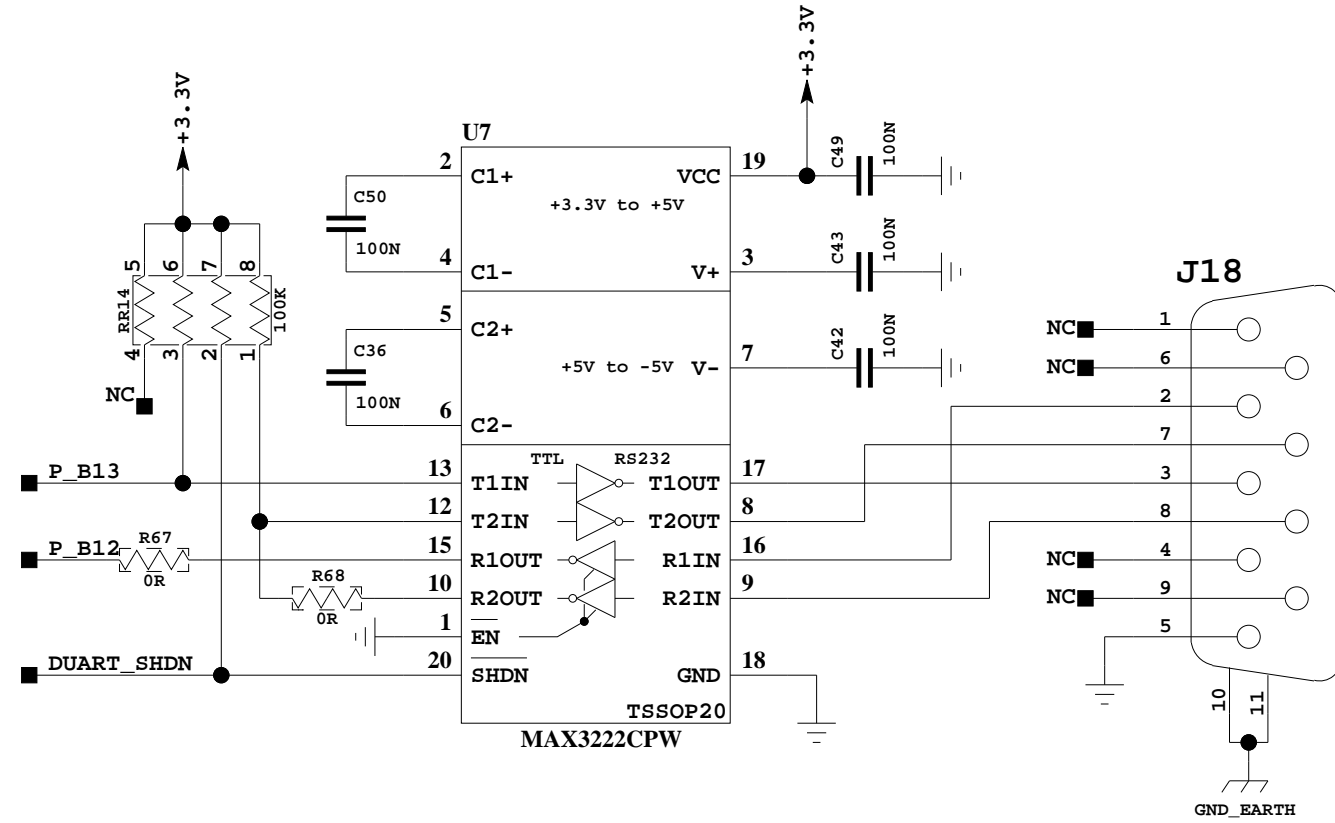 +3.3V
+3.3V
U7
2 C1+ VCC 19
+3.3V to +5V
C50
100N
4 C1- V+ 3
C49
100N
C43
100N
5 6 7 8
RR14
100K
4 3 2 1
NC
5 C2+
C36
100N
+5V to -5V V- 7
C42
100N
6 C2-
J18
NC 1
NC 6
2
7
3
8
NC 4
NC 9
5
TTL RS232
P_B13 13 T1IN T1OUT 17
12 T2IN T2OUT 8
P_B12 R67 0R 15 R1OUT R1IN 16
R68 0R 10 R2OUT R2IN 9
1 EN
DUART_SHDN 20 SHDN GND 18
TSSOP20
MAX3222CPW
10 11
GND_EARTH